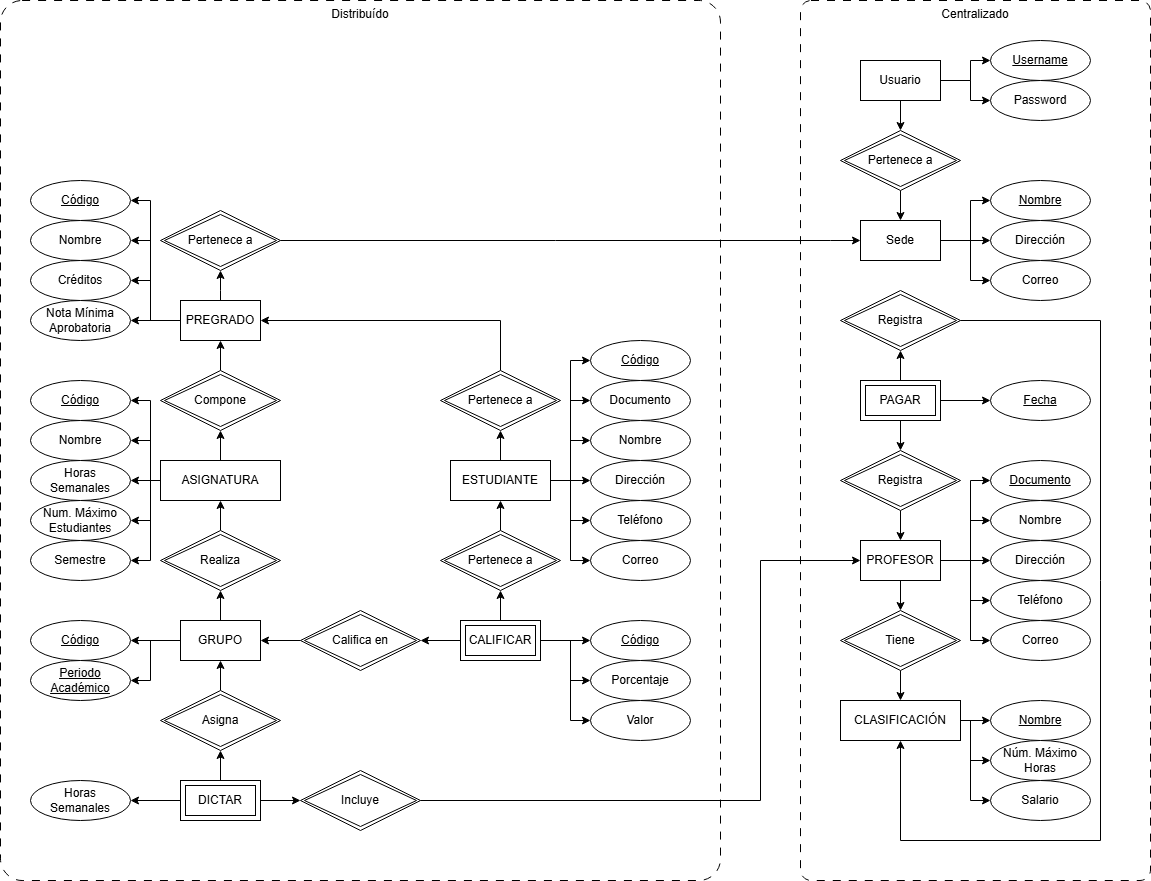 Distribuído
Código
Nombre
Créditos
Nota Mínima
Aprobatoria
Pertenece a
PREGRADO
Compone
Código
Nombre
Horas
Semanales
Num. Máximo
Estudiantes
Semestre
ASIGNATURA
Realiza
Código
Periodo
Académico
GRUPO
Asigna
Horas
Semanales
DICTAR
Incluye
Califica en
Pertenece a
ESTUDIANTE
Pertenece a
CALIFICAR
Código
Documento
Nombre
Dirección
Teléfono
Correo
Código
Porcentaje
Valor
Centralizado
Usuario
Username
Password
Pertenece a
Sede
Nombre
Dirección
Correo
Registra
PAGAR
Fecha
Registra
PROFESOR
Documento
Nombre
Dirección
Teléfono
Correo
Tiene
CLASIFICACIÓN
Nombre
Núm. Máximo
Horas
Salario